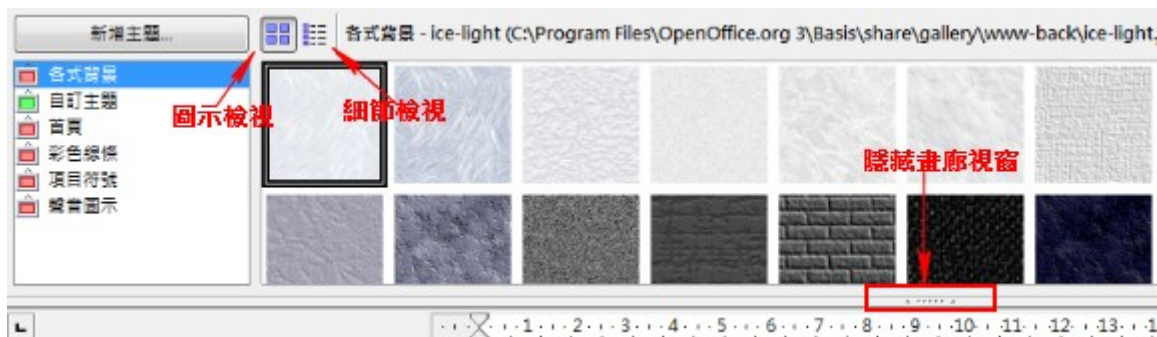 新增主題...
各式背景 - ice-light (C:\Program Files\OpenOffice.org 3\Basis\share\gallery\www-back\ice-light.
各式背景
自訂主題
首頁
彩色線條
項目符號
聲音圖示
圖示檢視
細節檢視
隱藏畫廊視窗
1 2 3 4 5 6 7 8 9 10 11 12 13 1